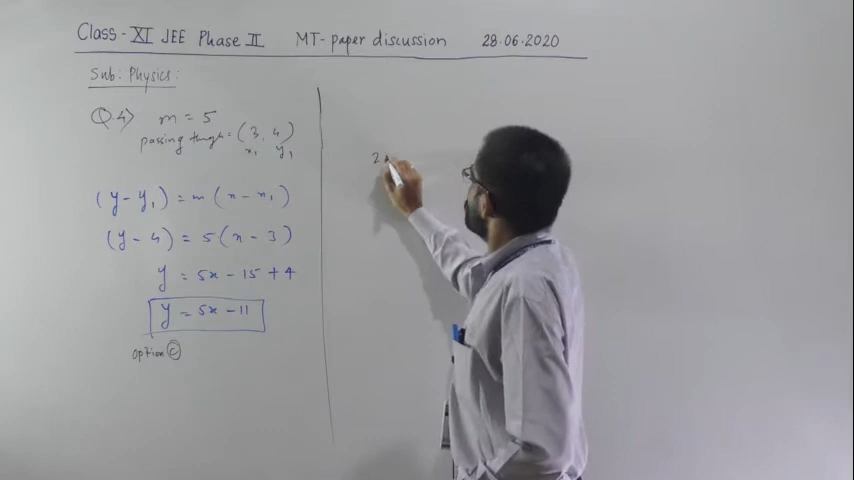 Class - XI JEE Phase II MT- paper discussion 28.06.2020
Sub: Physics:
Q.4) m = 5
passing though = (3, 4)
x₁ y₁
(y - y₁) = m (x - x₁)
(y - 4) = 5 (x - 3)
y = 5x - 15 + 4
y = 5x - 11
option (c)
2